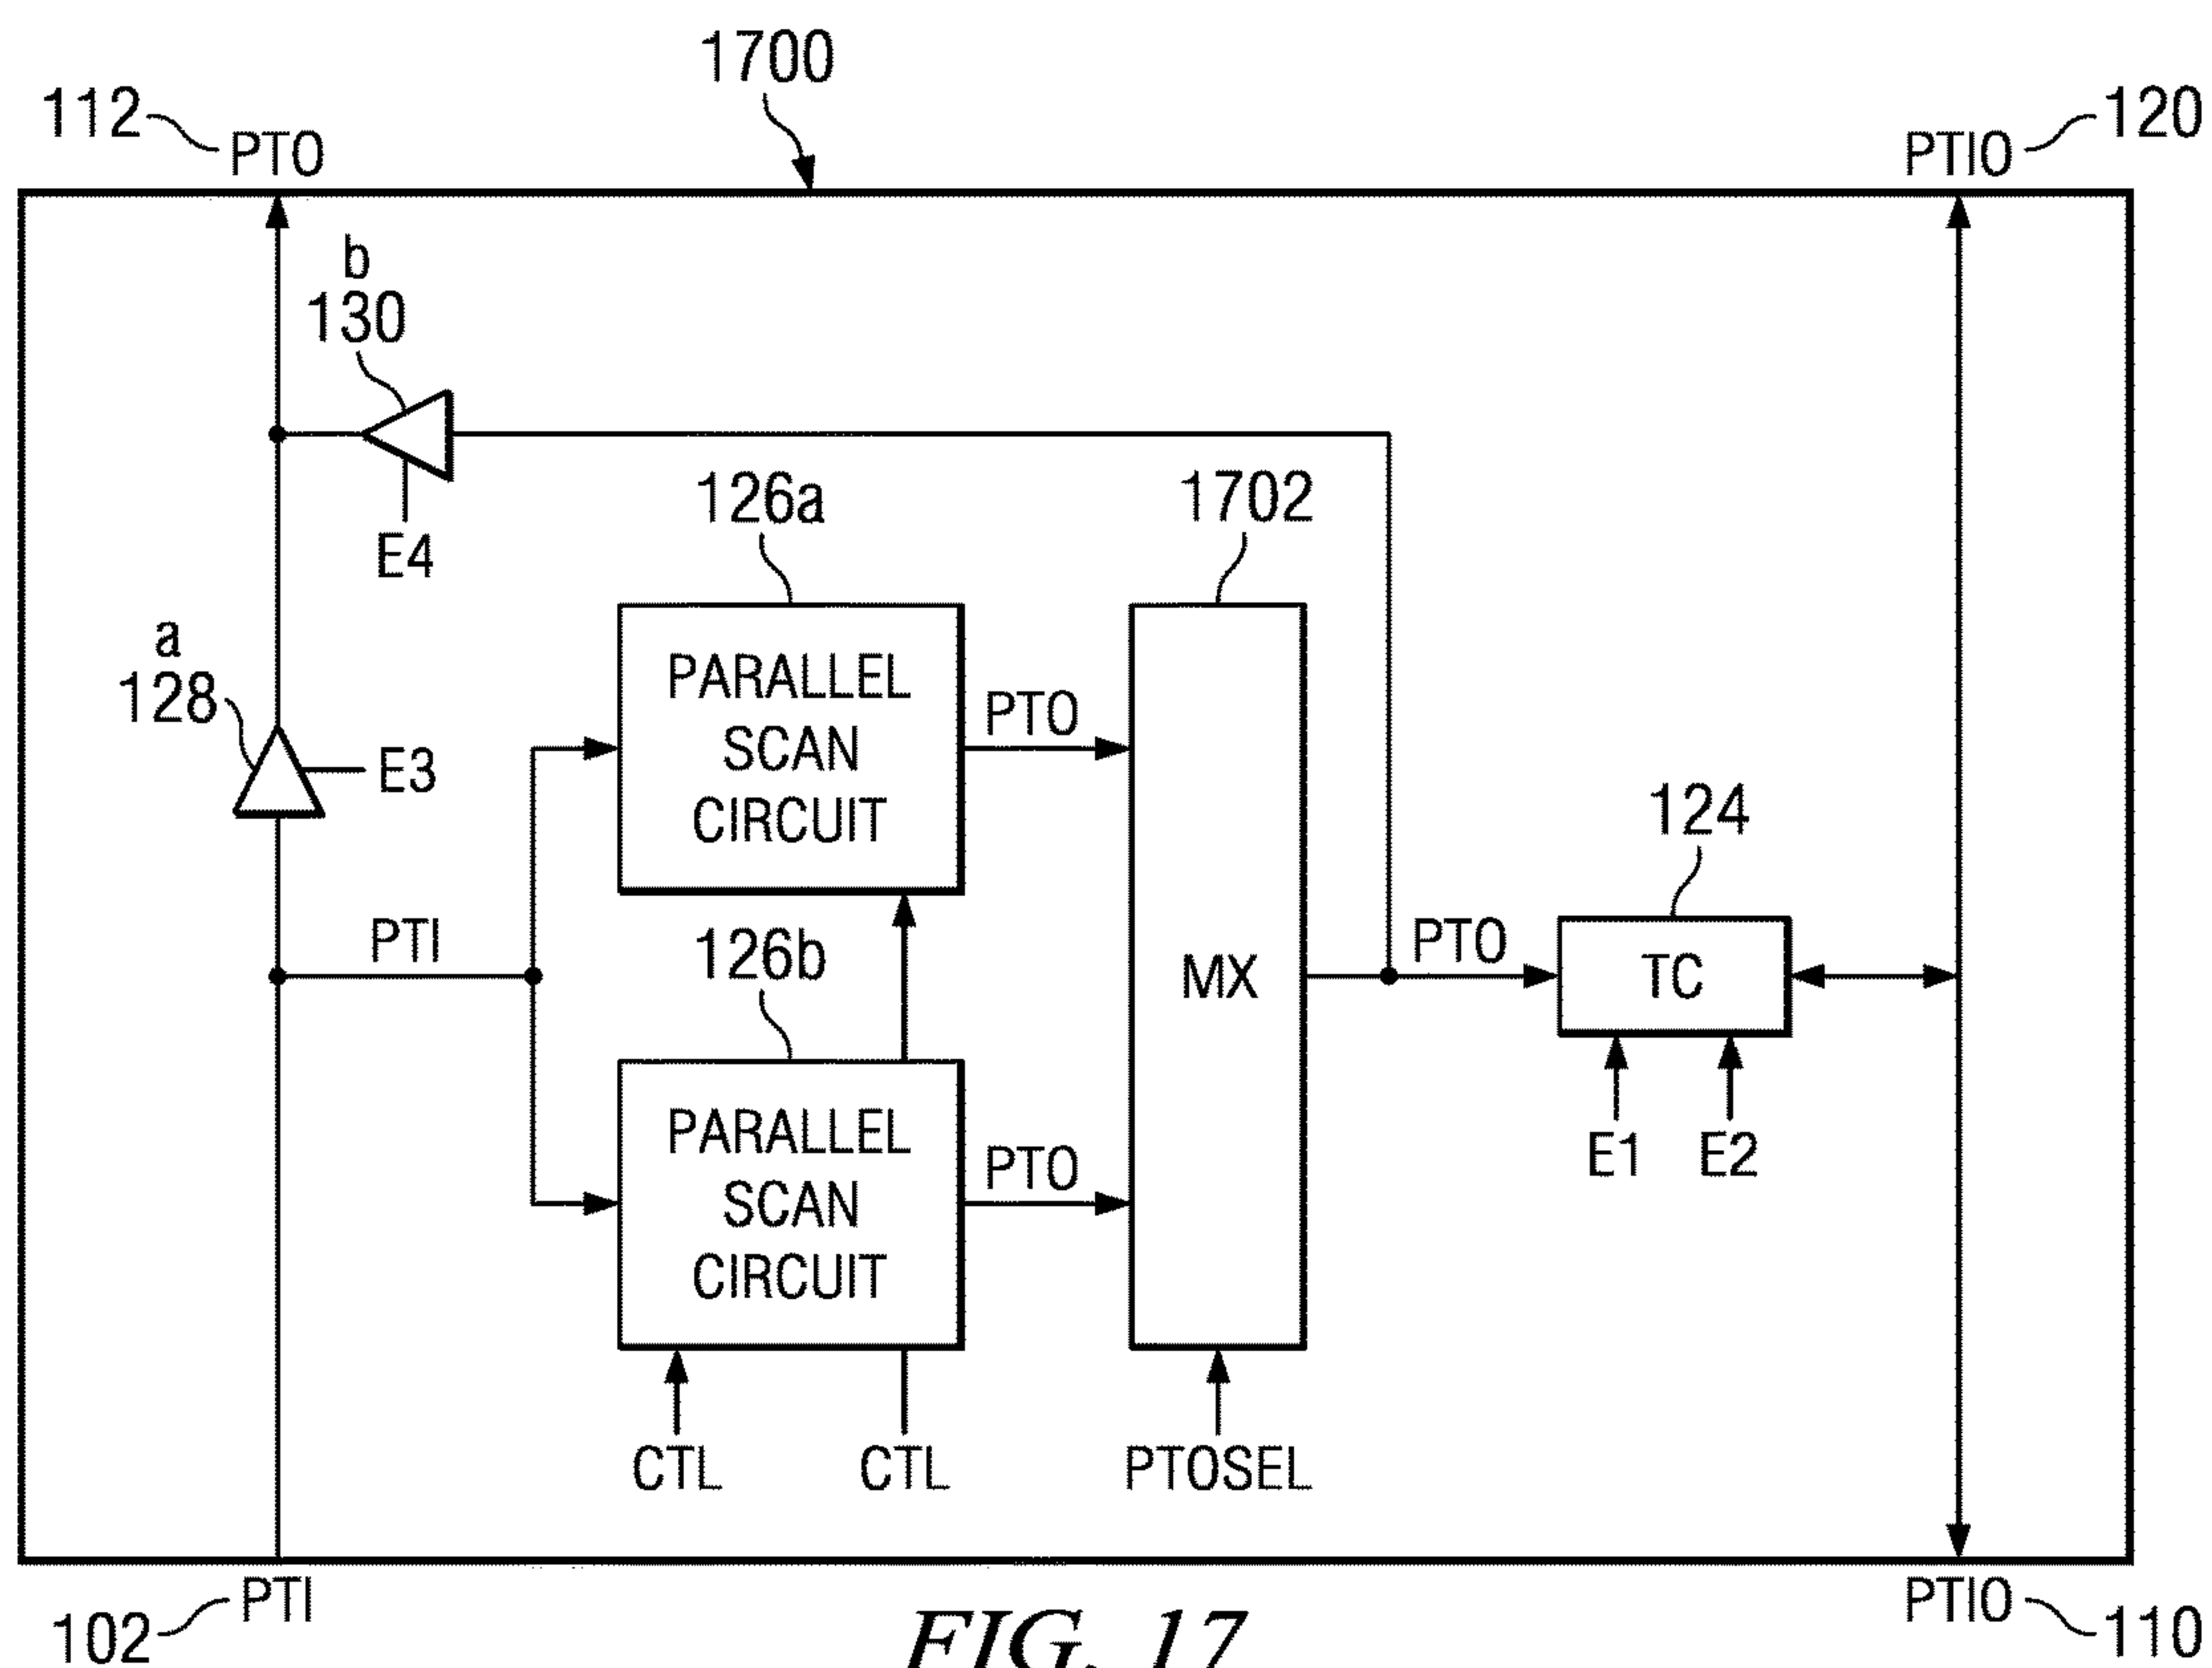 1700
112
PTO
PTIO
120
b
130
E4
126a
1702
a
128
E3
PARALLEL
SCAN
CIRCUIT
PTO
124
PTI
126b
MX
PTO
TC
PARALLEL
SCAN
CIRCUIT
PTO
E1
E2
CTL
CTL
PTOSEL
102
PTI
PTIO
110
FIG. 17